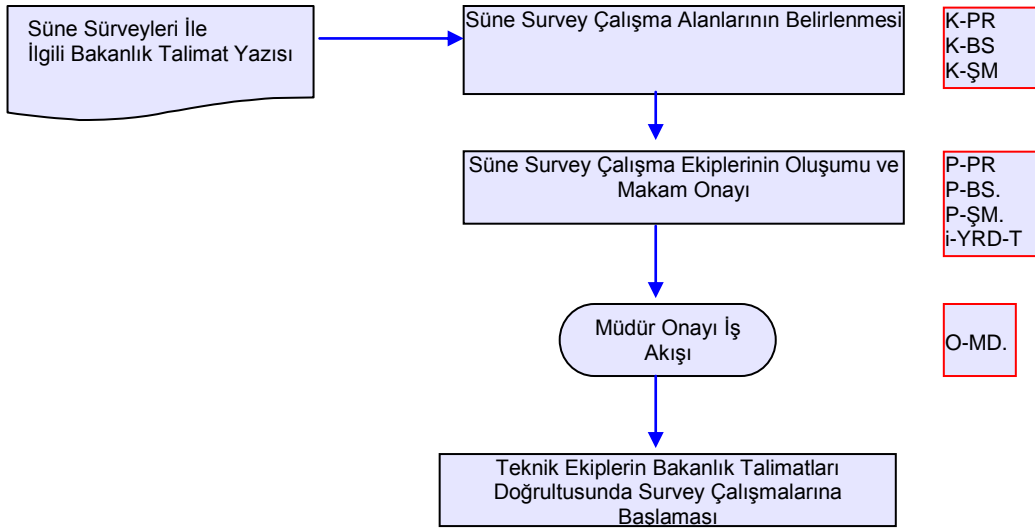 Süne Sürveyleri İle
İlgili Bakanlık Talimat Yazısı
Süne Survey Çalışma Alanlarının Belirlenmesi
K-PR
K-BS
K-ŞM
Süne Survey Çalışma Ekiplerinin Oluşumu ve
Makam Onayı
P-PR
P-BS.
P-ŞM.
i-YRD-T
Müdür Onayı İş
Akışı
O-MD.
Teknik Ekiplerin Bakanlık Talimatları
Doğrultusunda Survey Çalışmalarına
Başlaması